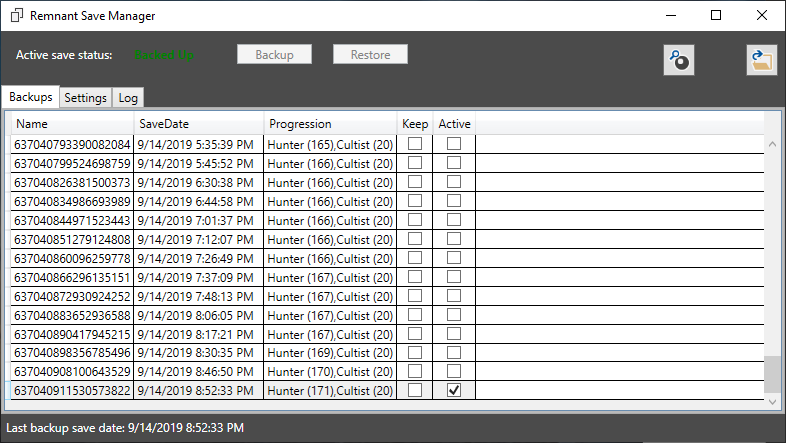 Remnant Save Manager
Active save status: Backed Up Backup Restore
Backups Settings Log
Name SaveDate Progression Keep Active
637040793390082084 9/14/2019 5:35:39 PM Hunter (165),Cultist (20)
637040799524698759 9/14/2019 5:45:52 PM Hunter (166),Cultist (20)
637040826381500373 9/14/2019 6:30:38 PM Hunter (166),Cultist (20)
637040834986693989 9/14/2019 6:44:58 PM Hunter (166),Cultist (20)
637040844971523443 9/14/2019 7:01:37 PM Hunter (166),Cultist (20)
637040851279124808 9/14/2019 7:12:07 PM Hunter (166),Cultist (20)
637040860096259778 9/14/2019 7:26:49 PM Hunter (166),Cultist (20)
637040866296135151 9/14/2019 7:37:09 PM Hunter (167),Cultist (20)
637040872930924252 9/14/2019 7:48:13 PM Hunter (167),Cultist (20)
637040883652936588 9/14/2019 8:06:05 PM Hunter (167),Cultist (20)
637040890417945215 9/14/2019 8:17:21 PM Hunter (167),Cultist (20)
637040898356785496 9/14/2019 8:30:35 PM Hunter (169),Cultist (20)
637040908100643529 9/14/2019 8:46:50 PM Hunter (170),Cultist (20)
637040911530573822 9/14/2019 8:52:33 PM Hunter (171),Cultist (20)
Last backup save date: 9/14/2019 8:52:33 PM